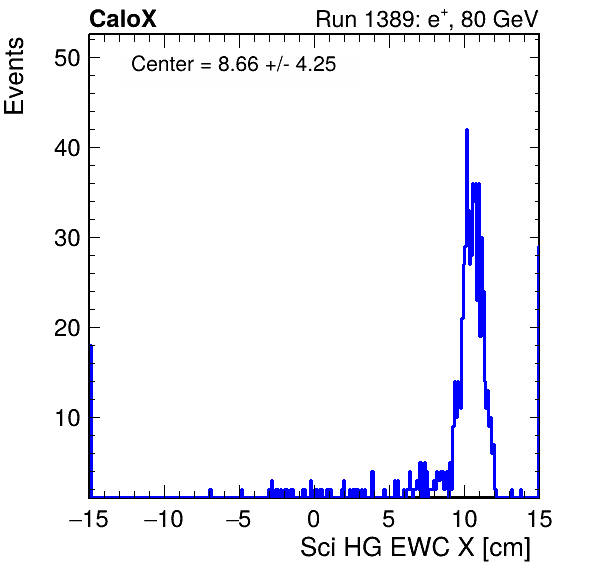 CaloX Run 1389: e⁺, 80 GeV
Center = 8.66 +/- 4.25
Events
50
40
30
20
10
−15 −10 −5 0 5 10 15
Sci HG EWC X [cm]